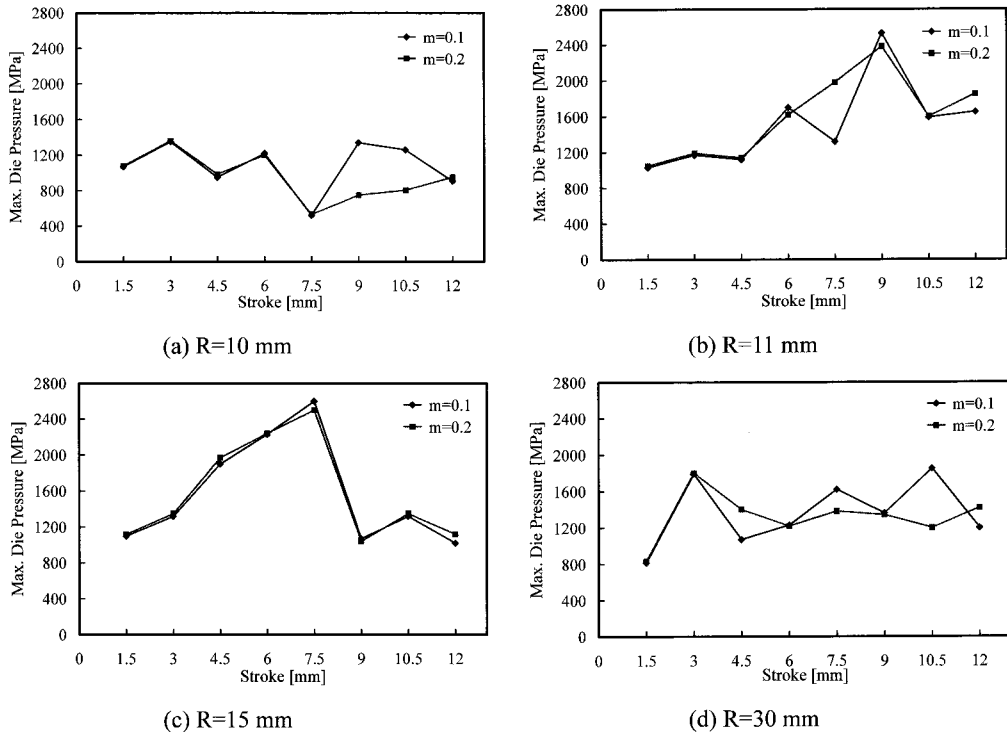 2800
2400
2000
1600
1200
800
400
0
Max. Die Pressure [MPa]
m=0.1
m=0.2
0 1.5 3 4.5 6 7.5 9 10.5 12
Stroke [mm]
(a) R=10 mm
2800
2400
2000
1600
1200
800
400
0
Max. Die Pressure [MPa]
m=0.1
m=0.2
0 1.5 3 4.5 6 7.5 9 10.5 12
Stroke [mm]
(b) R=11 mm
2800
2400
2000
1600
1200
800
400
0
Max. Die Pressure [MPa]
m=0.1
m=0.2
0 1.5 3 4.5 6 7.5 9 10.5 12
Stroke [mm]
(c) R=15 mm
2800
2400
2000
1600
1200
800
400
0
Max. Die Pressure [MPa]
m=0.1
m=0.2
0 1.5 3 4.5 6 7.5 9 10.5 12
Stroke [mm]
(d) R=30 mm